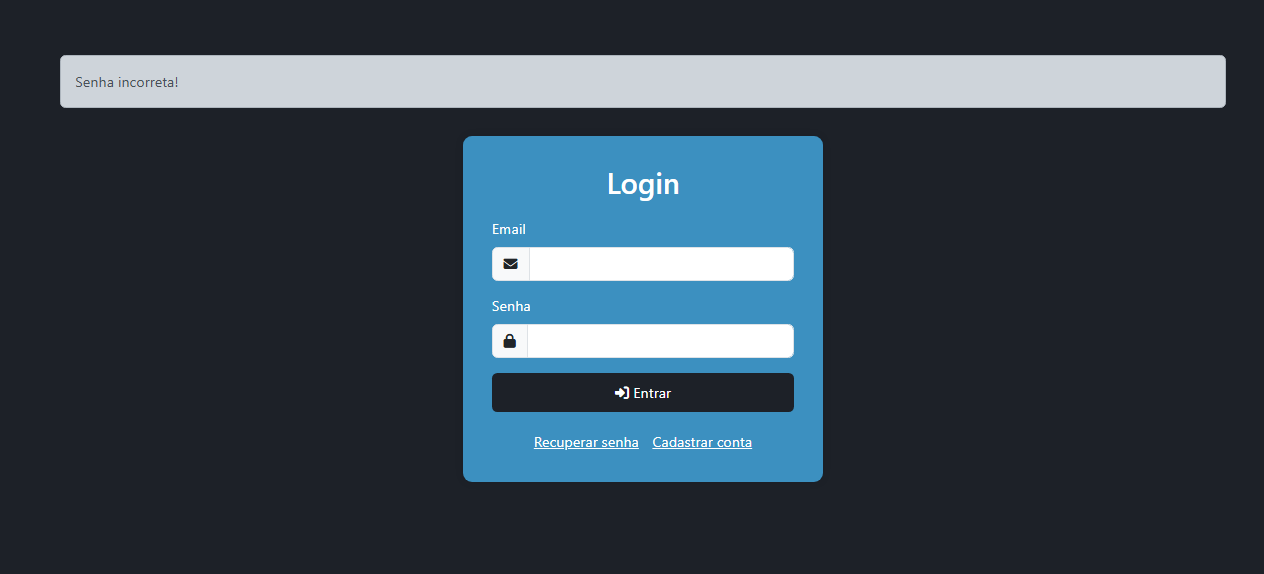 Senha incorreta!
Login
Email
Senha
Entrar
Recuperar senha Cadastrar conta